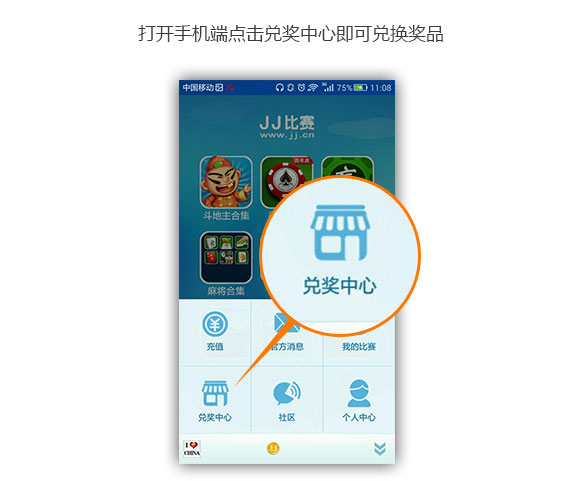 打开手机端点击兑奖中心即可兑换奖品
中国移动 75% 11:08
JJ比赛
www.jj.cn
周年庆
斗地主合集
麻将合集
兑奖中心
充值 官方消息 我的比赛
兑奖中心 社区 个人中心
I ❤
CHINA